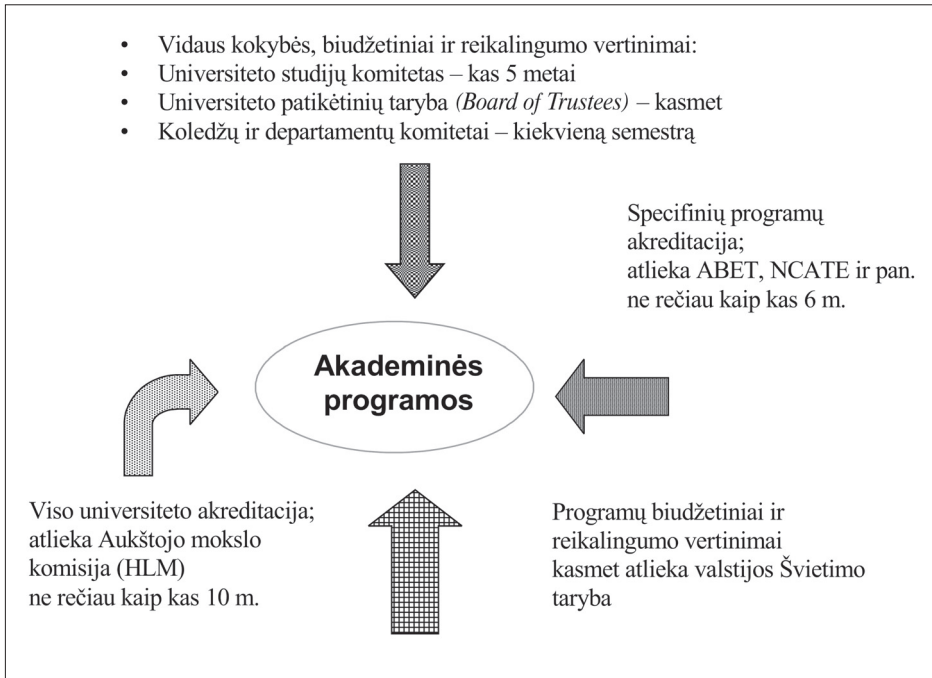 • Vidaus kokybės, biudžetiniai ir reikalingumo vertinimai:
• Universiteto studijų komitetas – kas 5 metai
• Universiteto patikėtinių taryba (Board of Trustees) – kasmet
• Koledžų ir departamentų komitetai – kiekvieną semestrą
Specifinių programų
akreditacija;
atlieka ABET, NCATE ir pan.
ne rečiau kaip kas 6 m.
Akademinės
programos
Viso universiteto akreditacija;
atlieka Aukštojo mokslo
komisija (HLM)
ne rečiau kaip kas 10 m.
Programų biudžetiniai ir
reikalingumo vertinimai
kasmet atlieka valstijos Švietimo
taryba